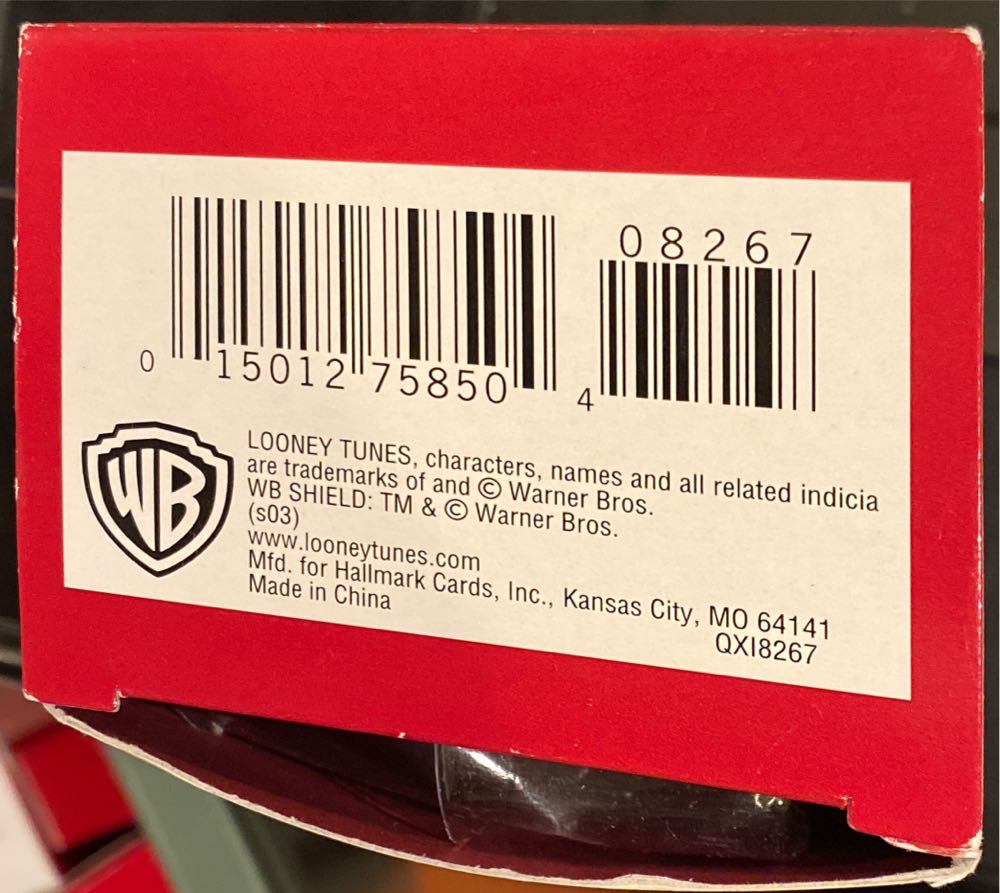 08267
0 15012 75850 4
WB
LOONEY TUNES, characters, names and all related indicia
are trademarks of and © Warner Bros.
WB SHIELD: TM & © Warner Bros.
(s03)
www.looneytunes.com
Mfd. for Hallmark Cards, Inc., Kansas City, MO 64141
Made in China
QXI8267